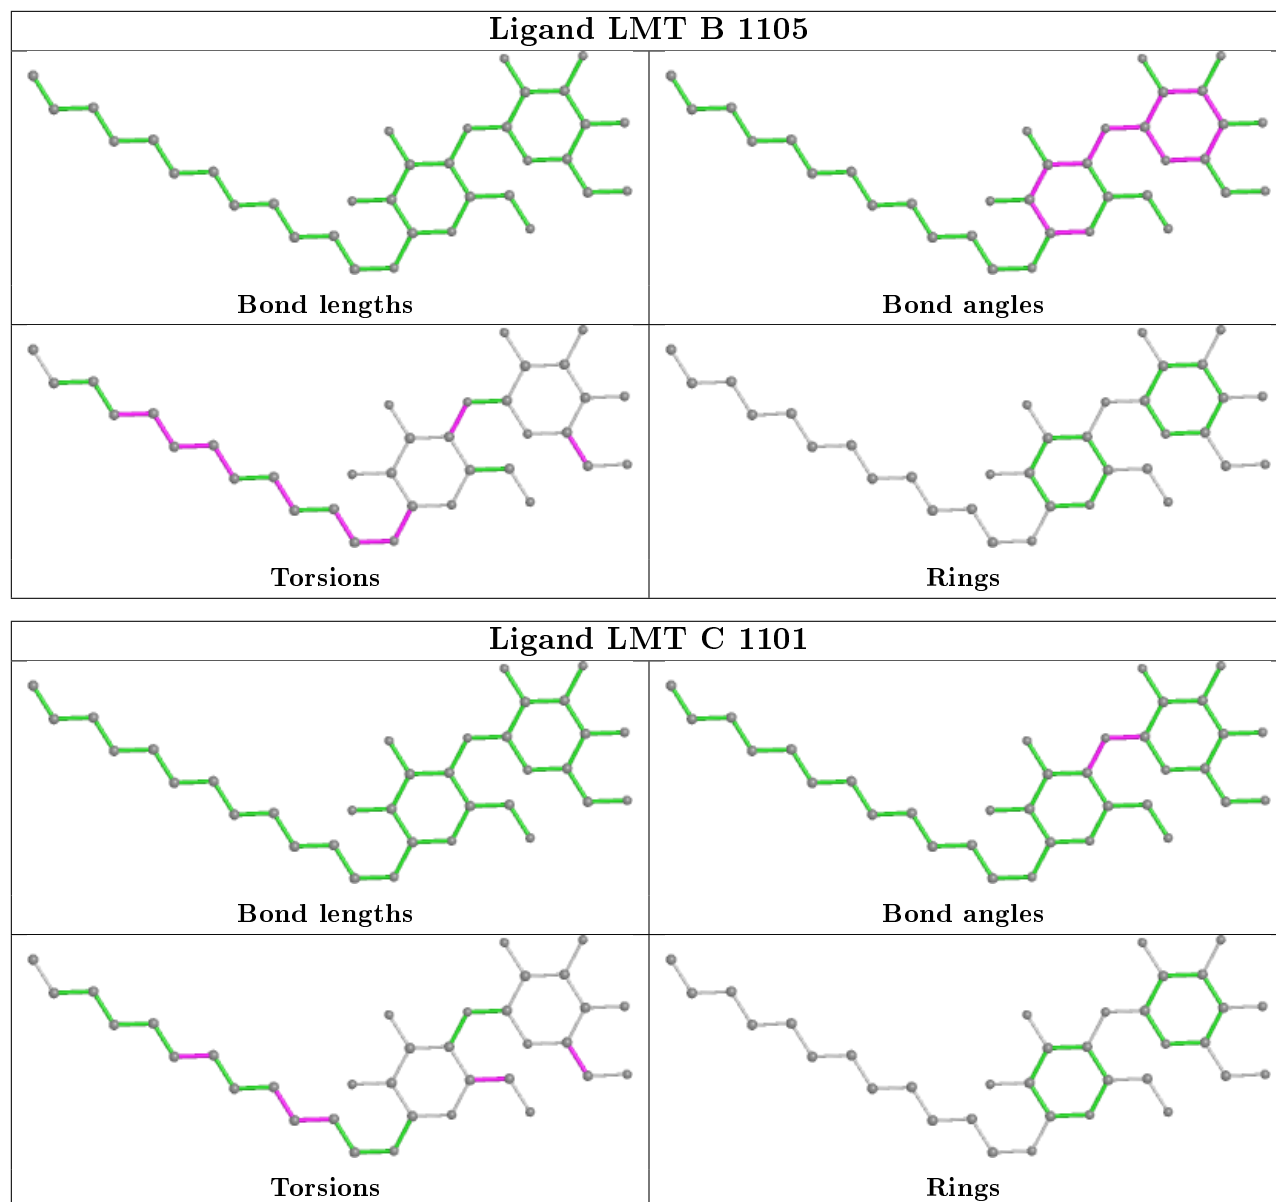 Ligand LMT B 1105
Bond lengths
Bond angles
Torsions
Rings
Ligand LMT C 1101
Bond lengths
Bond angles
Torsions
Rings